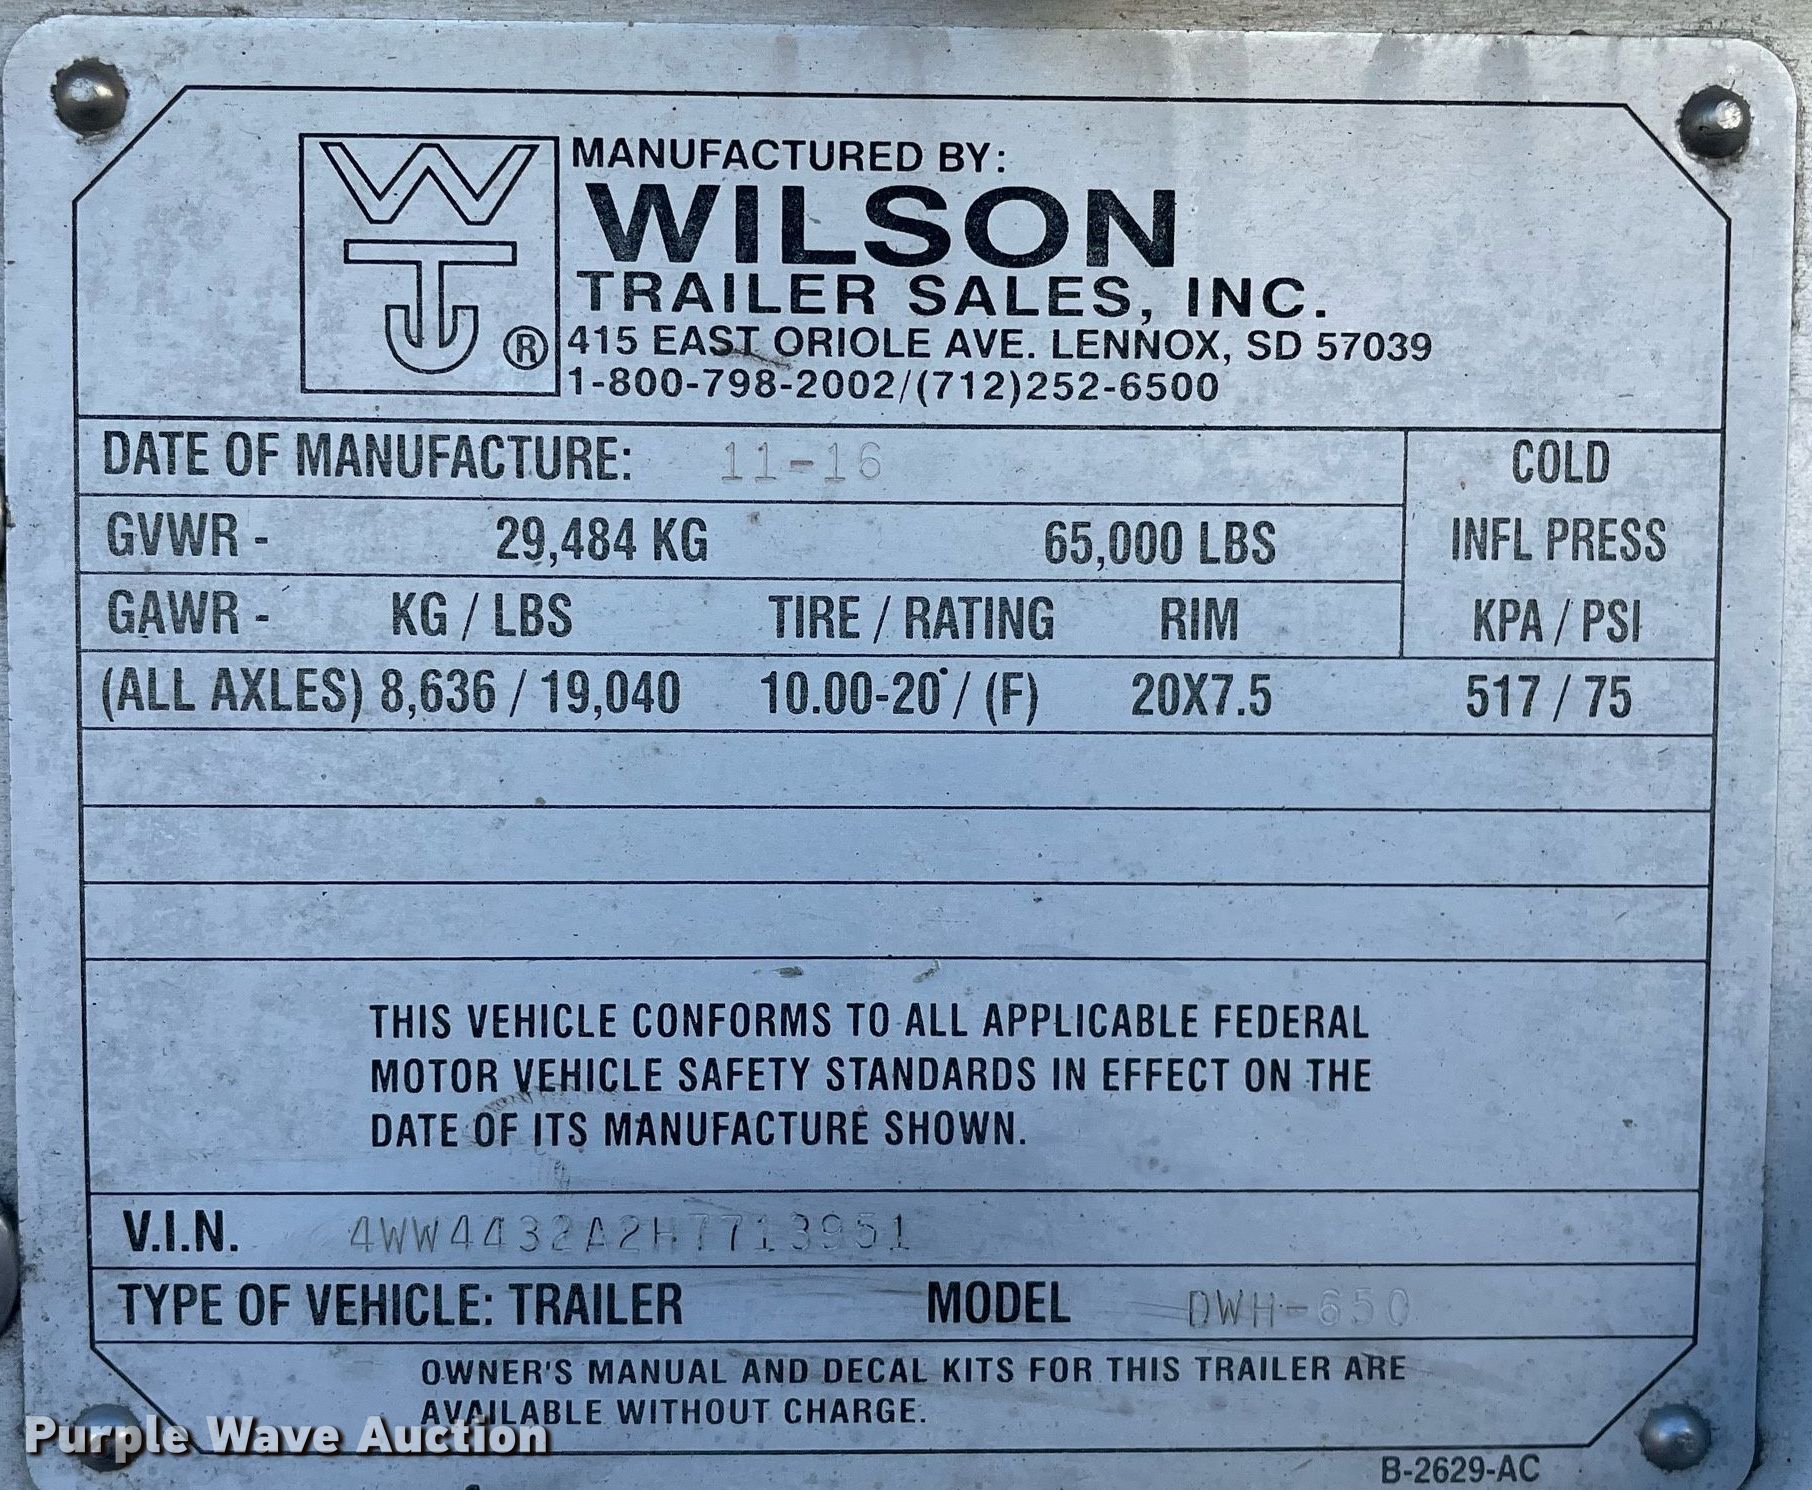 WTJ®
MANUFACTURED BY:
WILSON
TRAILER SALES, INC.
415 EAST ORIOLE AVE. LENNOX, SD 57039
1-800-798-2002/(712)252-6500
DATE OF MANUFACTURE: 11-16
COLD
GVWR - 29,484 KG 65,000 LBS INFL PRESS
GAWR - KG / LBS TIRE / RATING RIM KPA / PSI
(ALL AXLES) 8,636 / 19,040 10.00-20 / (F) 20X7.5 517 / 75
THIS VEHICLE CONFORMS TO ALL APPLICABLE FEDERAL
MOTOR VEHICLE SAFETY STANDARDS IN EFFECT ON THE
DATE OF ITS MANUFACTURE SHOWN.
V.I.N. 4WW4432A2H7713951
TYPE OF VEHICLE: TRAILER MODEL DWH-650
OWNER'S MANUAL AND DECAL KITS FOR THIS TRAILER ARE
AVAILABLE WITHOUT CHARGE.
Purple Wave Auction
B-2629-AC